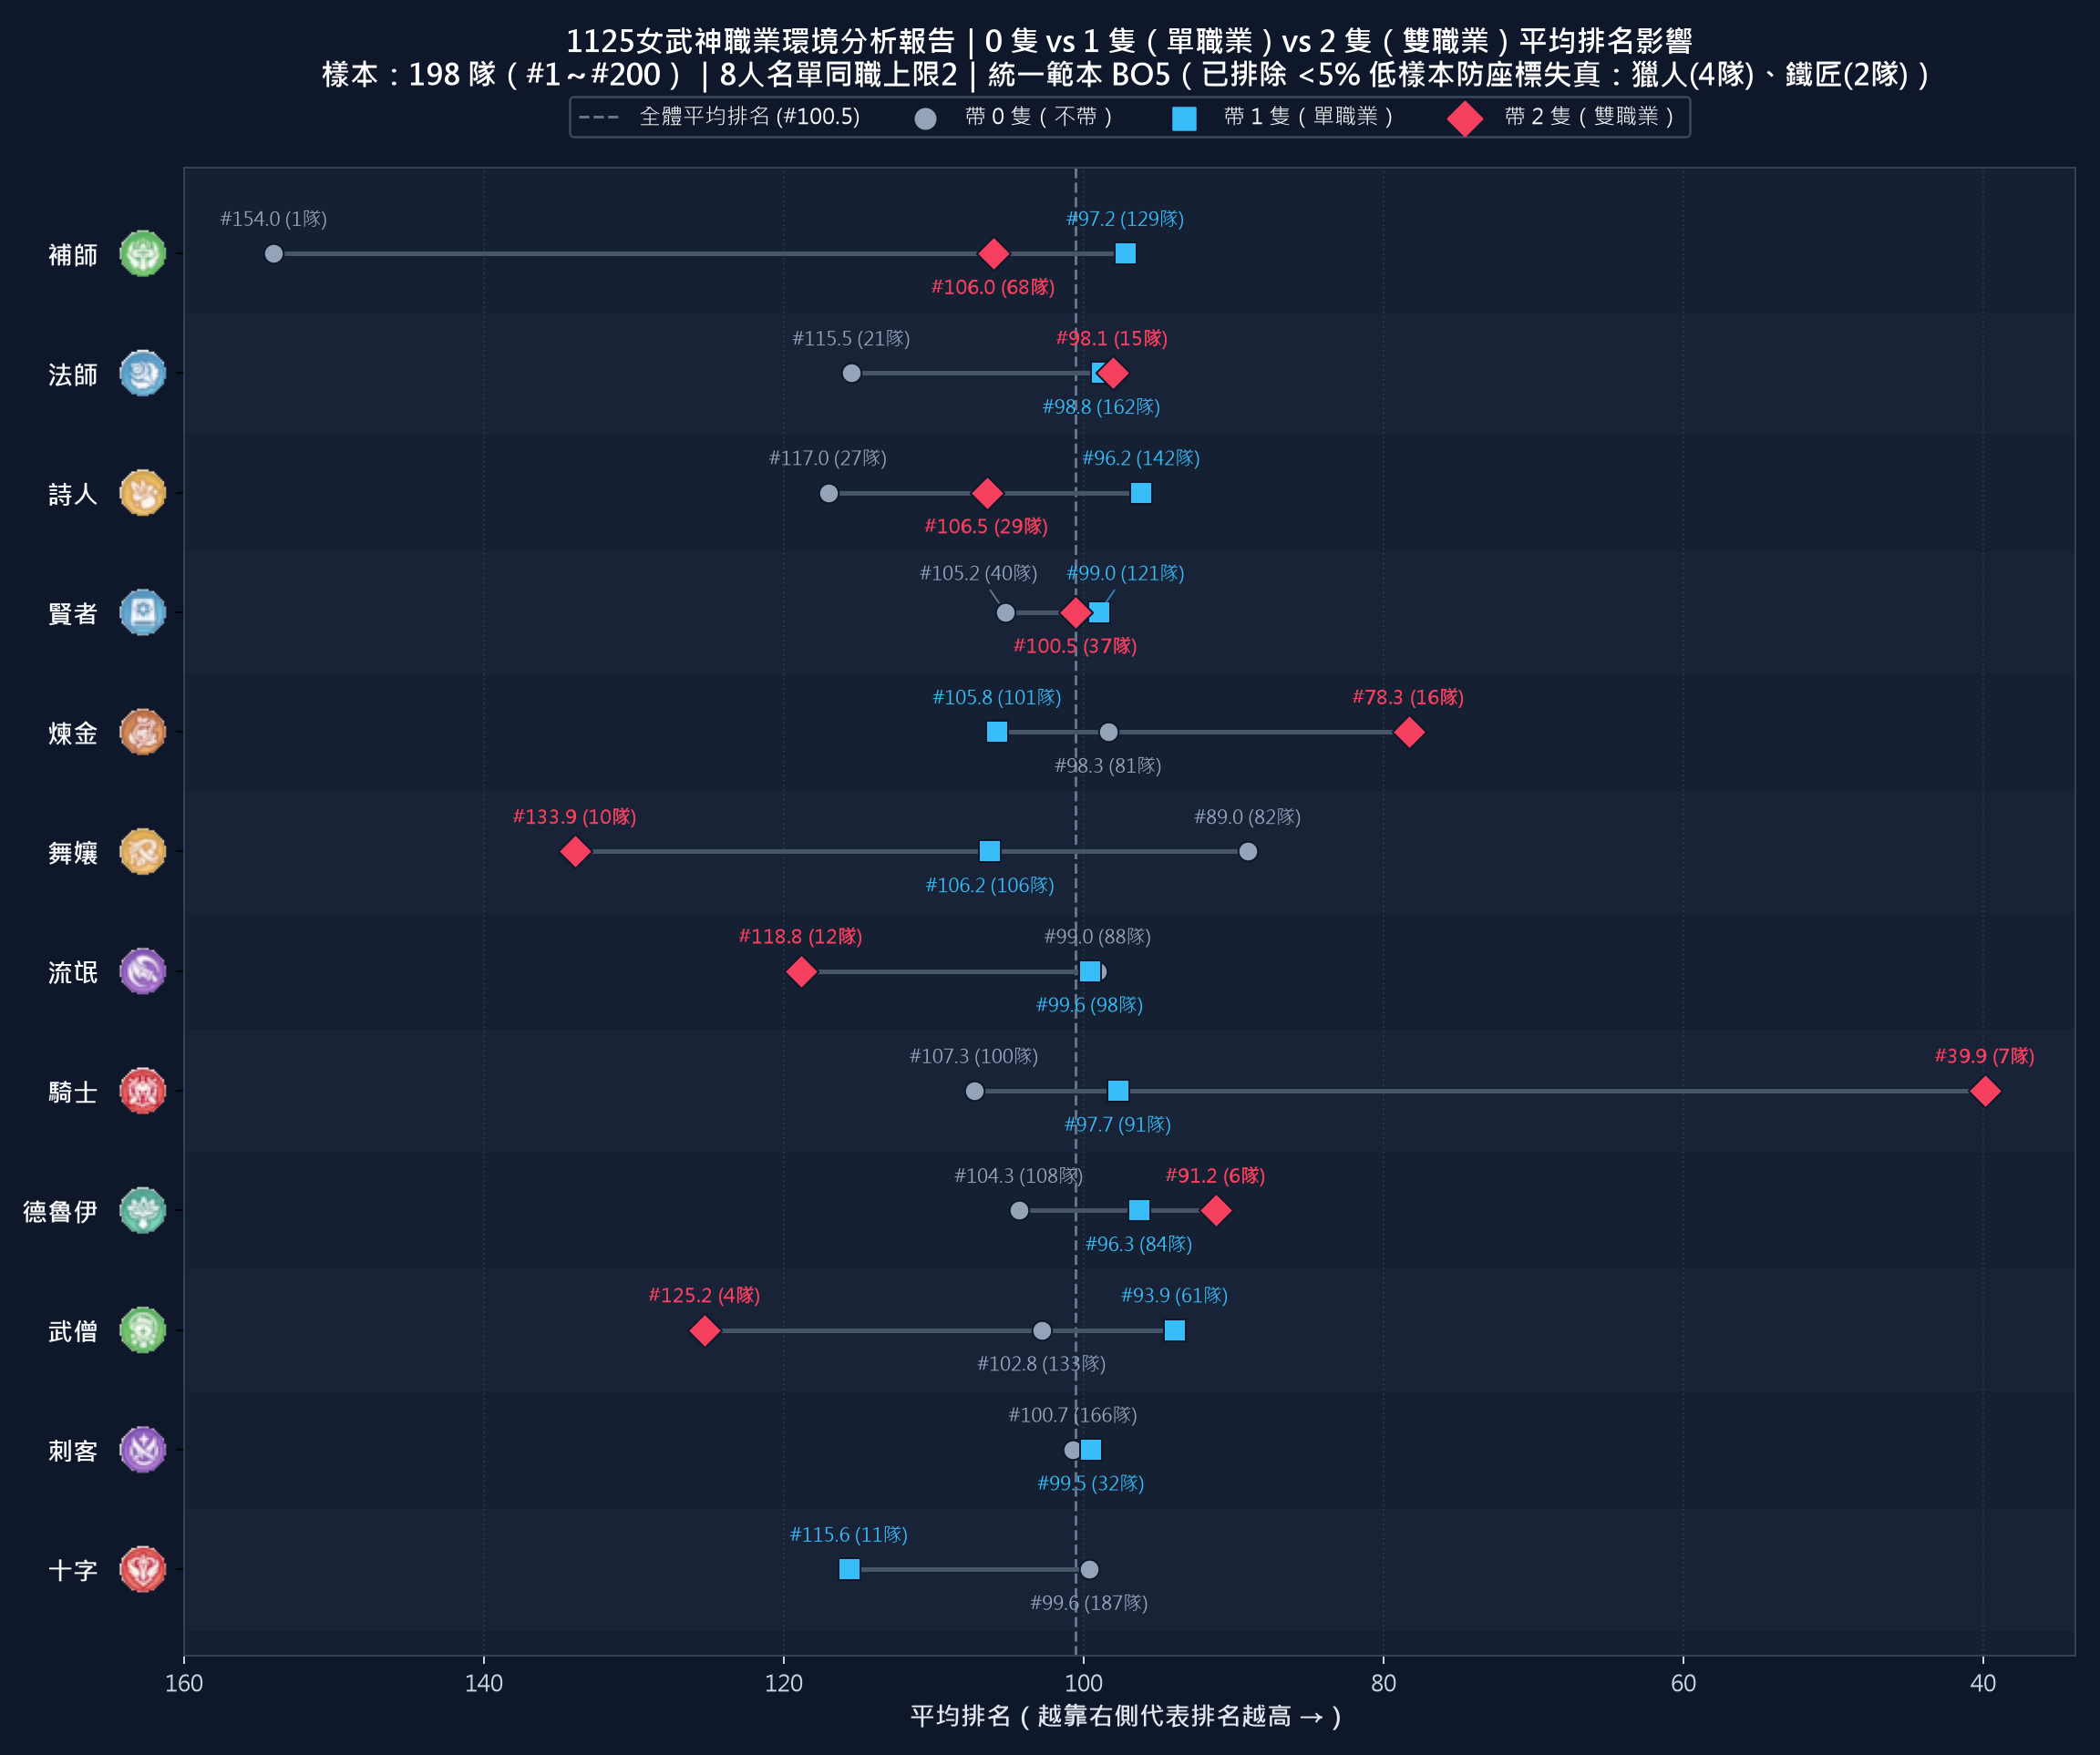 1125女武神職業環境分析報告 | 0 隻 vs 1 隻（單職業）vs 2 隻（雙職業）平均排名影響
樣本：198 隊（#1～#200） | 8人名單同職上限2 | 統一範本 BO5（已排除 <5% 低樣本防座標失真：獵人(4隊)、鐵匠(2隊)）
全體平均排名 (#100.5) 帶 0 隻（不帶） 帶 1 隻（單職業） 帶 2 隻（雙職業）
#154.0 (1隊) #97.2 (129隊)
補師
#106.0 (68隊)
#115.5 (21隊) #98.1 (15隊)
法師
#98.8 (162隊)
#117.0 (27隊) #96.2 (142隊)
詩人
#106.5 (29隊)
#105.2 (40隊) #99.0 (121隊)
賢者
#100.5 (37隊)
#105.8 (101隊) #78.3 (16隊)
煉金
#98.3 (81隊)
#133.9 (10隊) #89.0 (82隊)
舞孃
#106.2 (106隊)
#118.8 (12隊) #99.0 (88隊)
流氓
#99.6 (98隊)
#107.3 (100隊) #39.9 (7隊)
騎士
#97.7 (91隊)
#104.3 (108隊) #91.2 (6隊)
德魯伊
#96.3 (84隊)
#125.2 (4隊) #93.9 (61隊)
武僧
#102.8 (133隊)
#100.7 (166隊)
刺客
#99.5 (32隊)
#115.6 (11隊)
十字
#99.6 (187隊)
160 140 120 100 80 60 40
平均排名（越靠右側代表排名越高 → ）